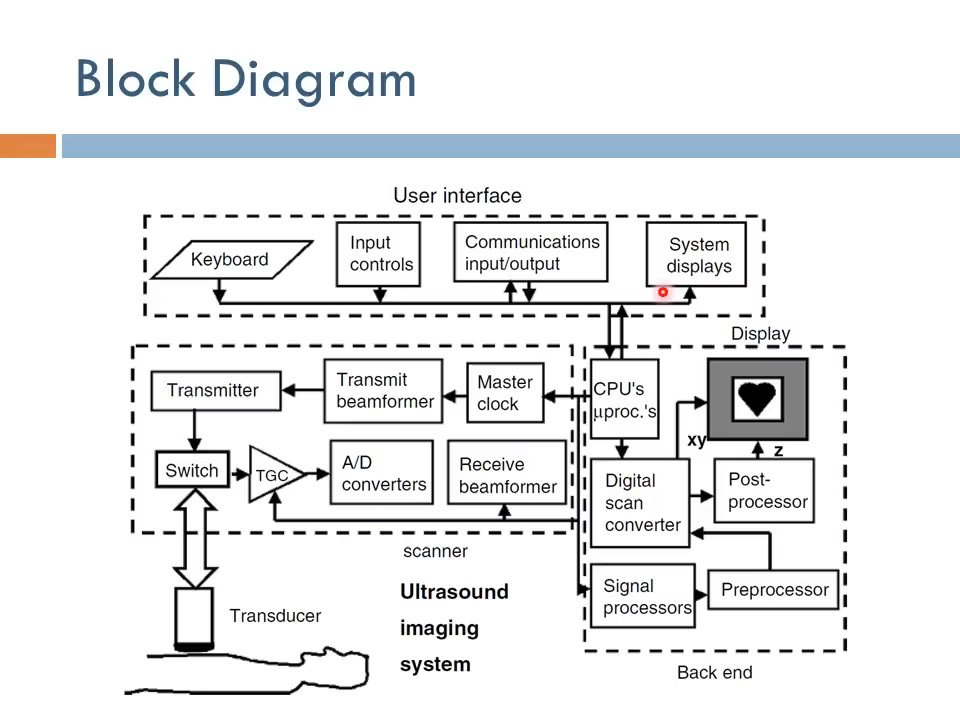 Block Diagram
User interface
Keyboard
Input
controls
Communications
input/output
System
displays
Display
Transmitter
Transmit
beamformer
Master
clock
CPU's
µproc.'s
xy
z
Switch
TGC
A/D
converters
Receive
beamformer
Digital
scan
converter
Post-
processor
scanner
Signal
processors
Preprocessor
Transducer
Ultrasound
imaging
system
Back end